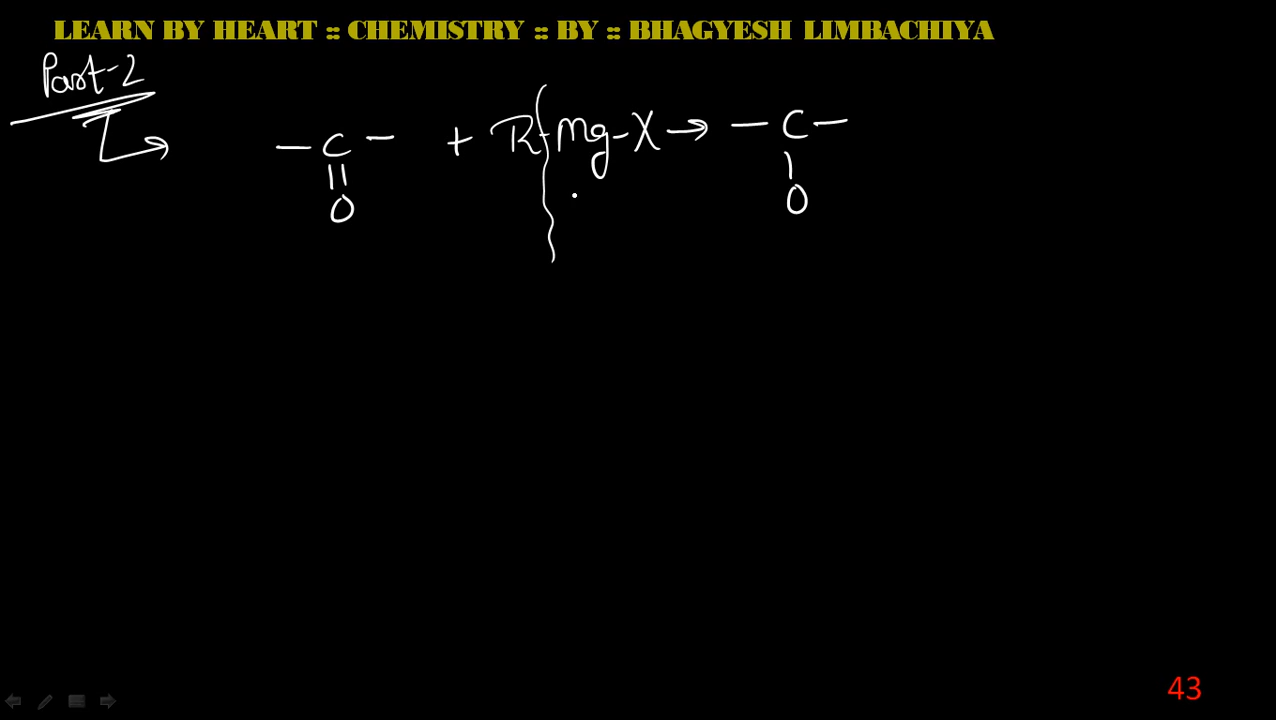 LEARN BY HEART :: CHEMISTRY :: BY :: BHAGYESH LIMBACHIYA
Part-2
- C - + R - Mg - X → - C -
|| |
O O
43